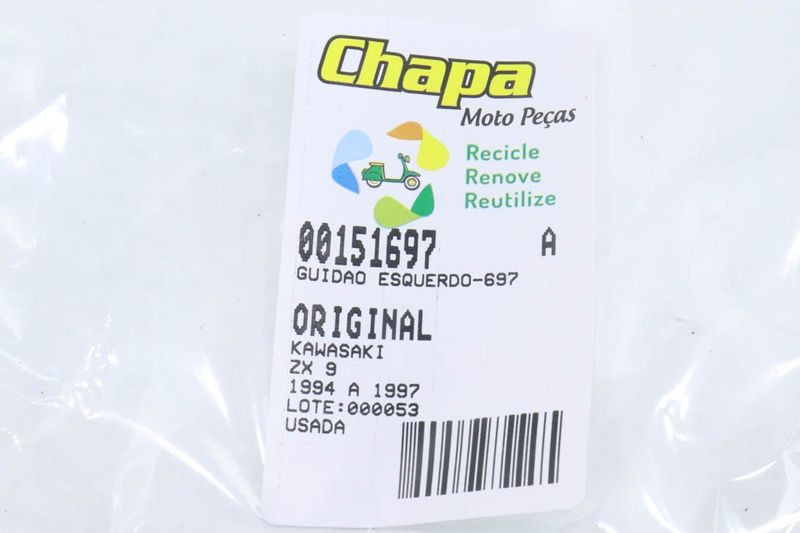 Chapa
Moto Peças
Recicle
Renove
Reutilize
00151697 A
GUIDAO ESQUERDO-697
ORIGINAL
KAWASAKI
ZX 9
1994 A 1997
LOTE:000053
USADA